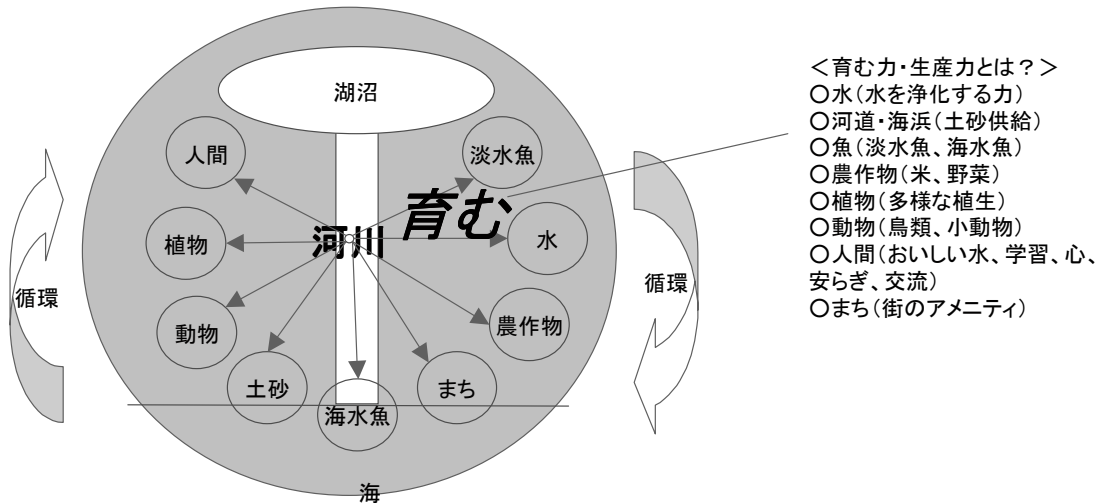 湖沼
人間
淡水魚
育む
植物
河川
水
循環
循環
動物
農作物
土砂
まち
海水魚
海
＜育む力・生産力とは？＞
○水（水を浄化する力）
○河道・海浜（土砂供給）
○魚（淡水魚、海水魚）
○農作物（米、野菜）
○植物（多様な植生）
○動物（鳥類、小動物）
○人間（おいしい水、学習、心、
安らぎ、交流）
○まち（街のアメニティ）